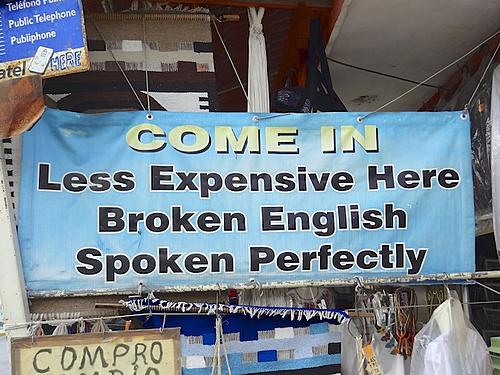 Teléfono
Public Telephone
Publiphone
HERE
COME IN
Less Expensive Here
Broken English
Spoken Perfectly
COMPRO